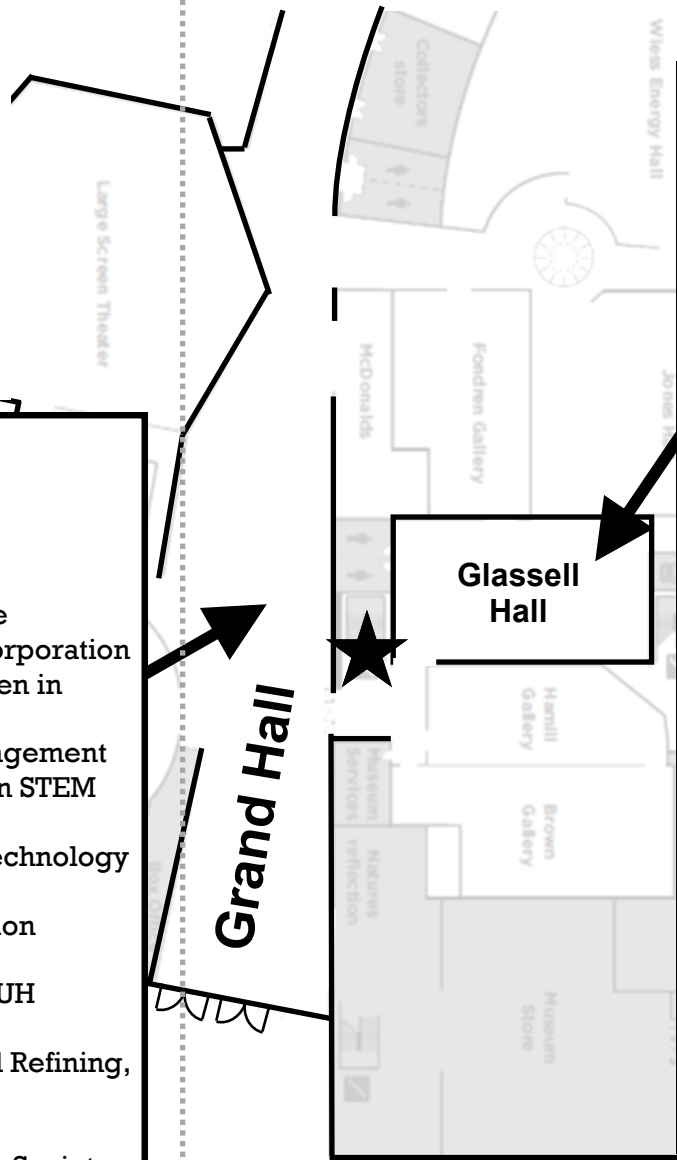 Collectors
store
Wiess Energy Hall
Large Screen Theater
McDonalds
Fondren Gallery
Jones
Glassell
Hall
Grand Hall
Hamill
Gallery
Brown
Gallery
Museum
Services
Natures
reflection
Box
Museum
Store
e
orporation
en in
agement
n STEM
echnology
ion
UH
l Refining,